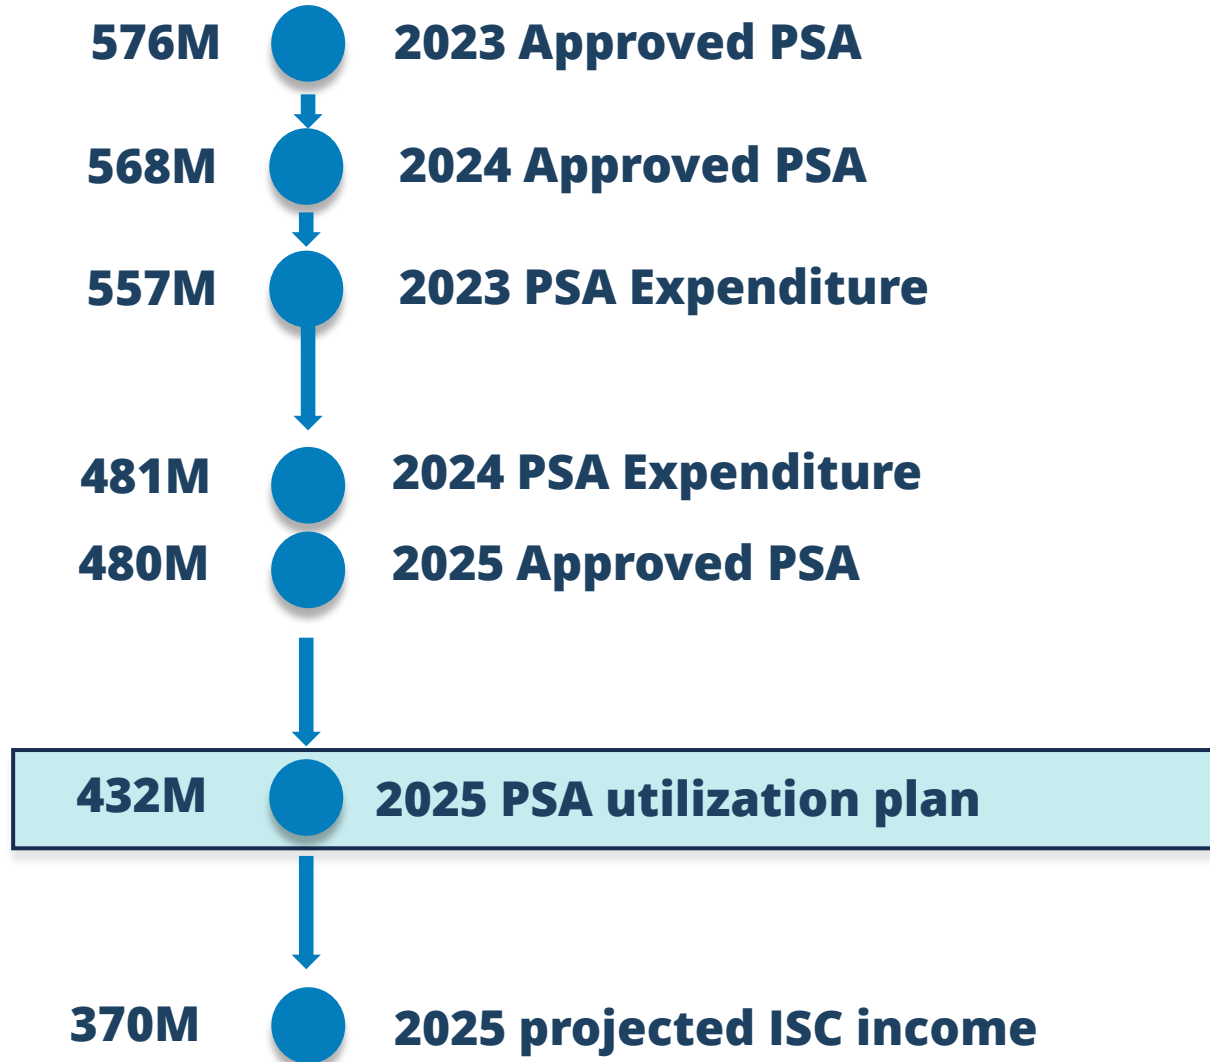 576M 2023 Approved PSA
568M 2024 Approved PSA
557M 2023 PSA Expenditure
481M 2024 PSA Expenditure
480M 2025 Approved PSA
432M 2025 PSA utilization plan
370M 2025 projected ISC income